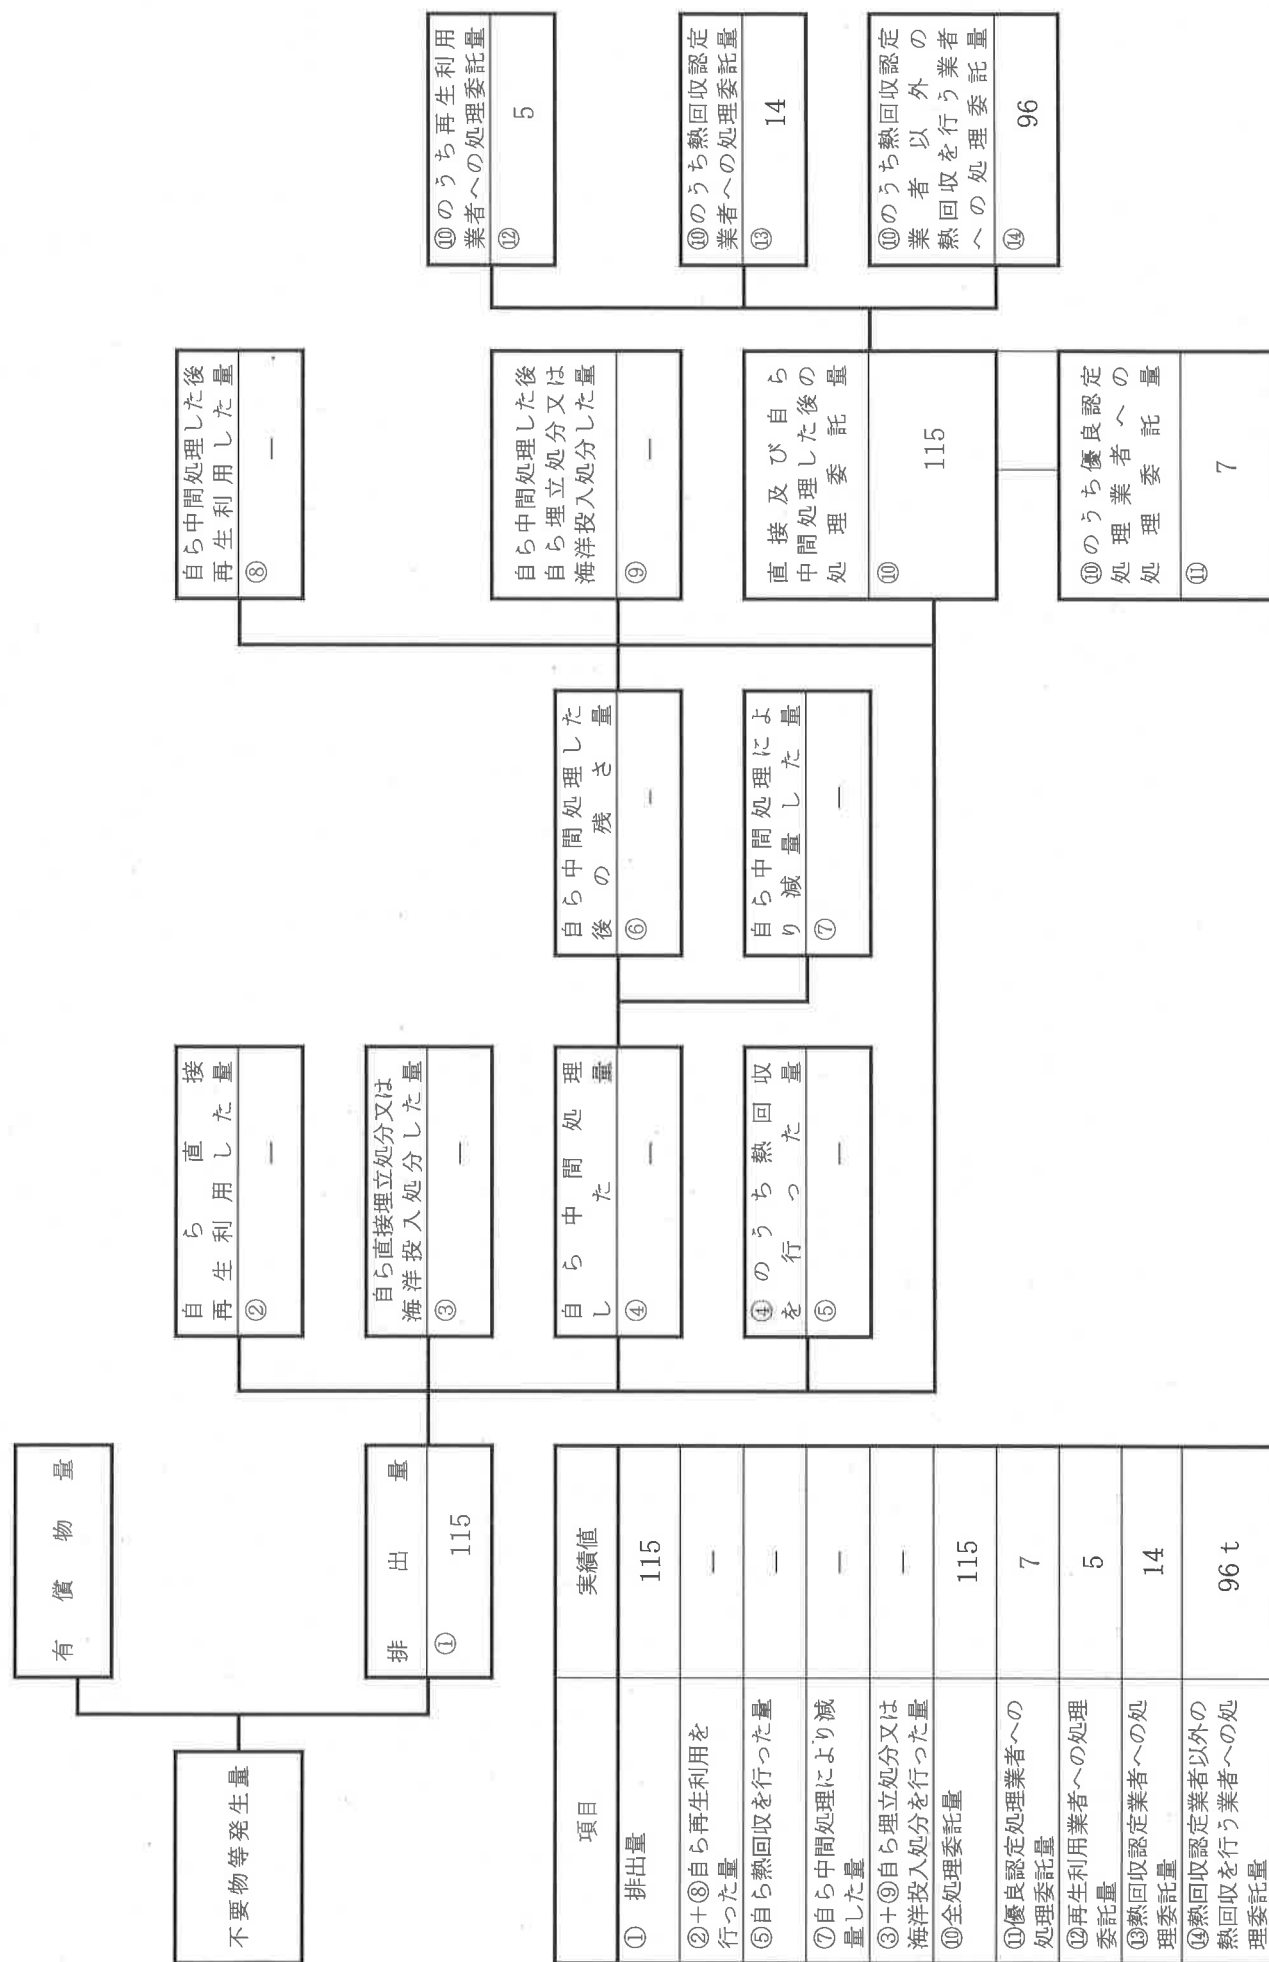 不要物等発生量
有償物量
排出量
① 115
自ら直接
再生利用した量
② ―
自ら直接埋立処分又は
海洋投入処分した量
③ ―
自ら中間処理
した量
④ ―
④のうち熱回収
を行った量
⑤ ―
自ら中間処理した
後の残さ量
⑥ ―
自ら中間処理によ
り減量した量
⑦ ―
自ら中間処理した後
再生利用した量
⑧ ―
自ら中間処理した後
自ら埋立処分又は
海洋投入処分した量
⑨ ―
直接及び自ら
中間処理した後の
処理委託量
⑩ 115
⑩のうち優良認定
処理業者への
処理委託量
⑪ 7
⑩のうち再生利用
業者への処理委託量
⑫ 5
⑩のうち熱回収認定
業者への処理委託量
⑬ 14
⑩のうち熱回収認定
業者以外の
熱回収を行う業者
への処理委託量
⑭ 96
項目 実績値
① 排出量 115
②+⑧自ら再生利用を
行った量 ―
⑤自ら熱回収を行った量 ―
⑦自ら中間処理により減
量した量 ―
③+⑨自ら埋立処分又は
海洋投入処分を行った量 ―
⑩全処理委託量 115
⑪優良認定処理業者への
処理委託量 7
⑫再生利用業者への処理
委託量 5
⑬熱回収認定業者への処
理委託量 14
⑭熱回収認定業者以外の
熱回収を行う業者への処
理委託量 96 t